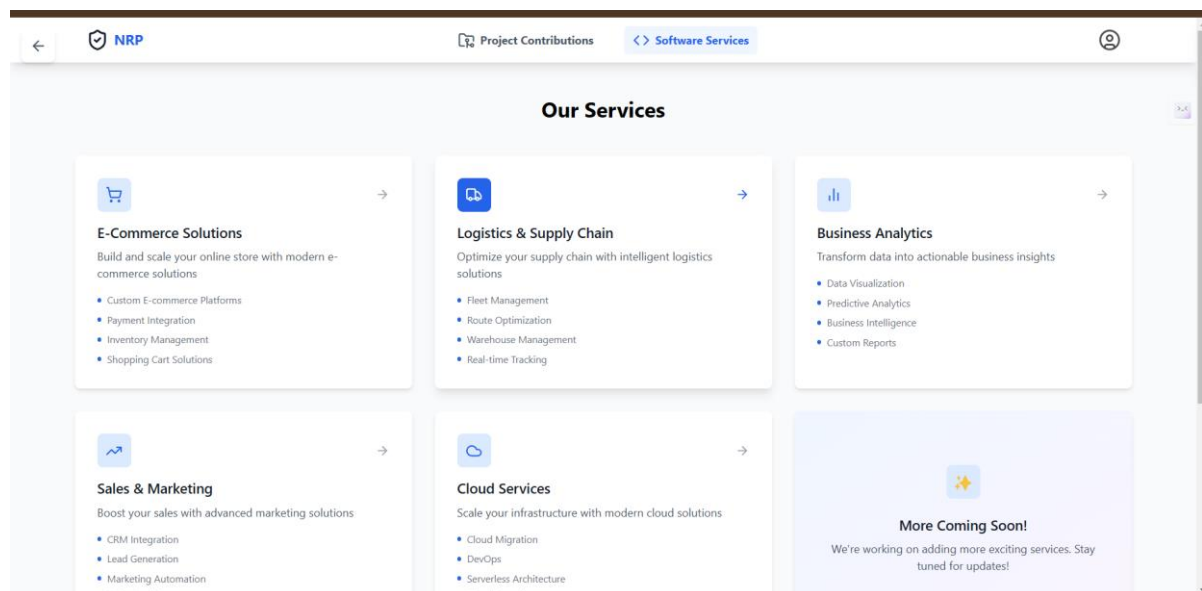 NRP
Project Contributions
Software Services
Our Services
E-Commerce Solutions
Build and scale your online store with modern e-
commerce solutions
Custom E-commerce Platforms
Payment Integration
Inventory Management
Shopping Cart Solutions
Logistics & Supply Chain
Optimize your supply chain with intelligent logistics
solutions
Fleet Management
Route Optimization
Warehouse Management
Real-time Tracking
Business Analytics
Transform data into actionable business insights
Data Visualization
Predictive Analytics
Business Intelligence
Custom Reports
Sales & Marketing
Boost your sales with advanced marketing solutions
CRM Integration
Lead Generation
Marketing Automation
Cloud Services
Scale your infrastructure with modern cloud solutions
Cloud Migration
DevOps
Serverless Architecture
More Coming Soon!
We're working on adding more exciting services. Stay
tuned for updates!